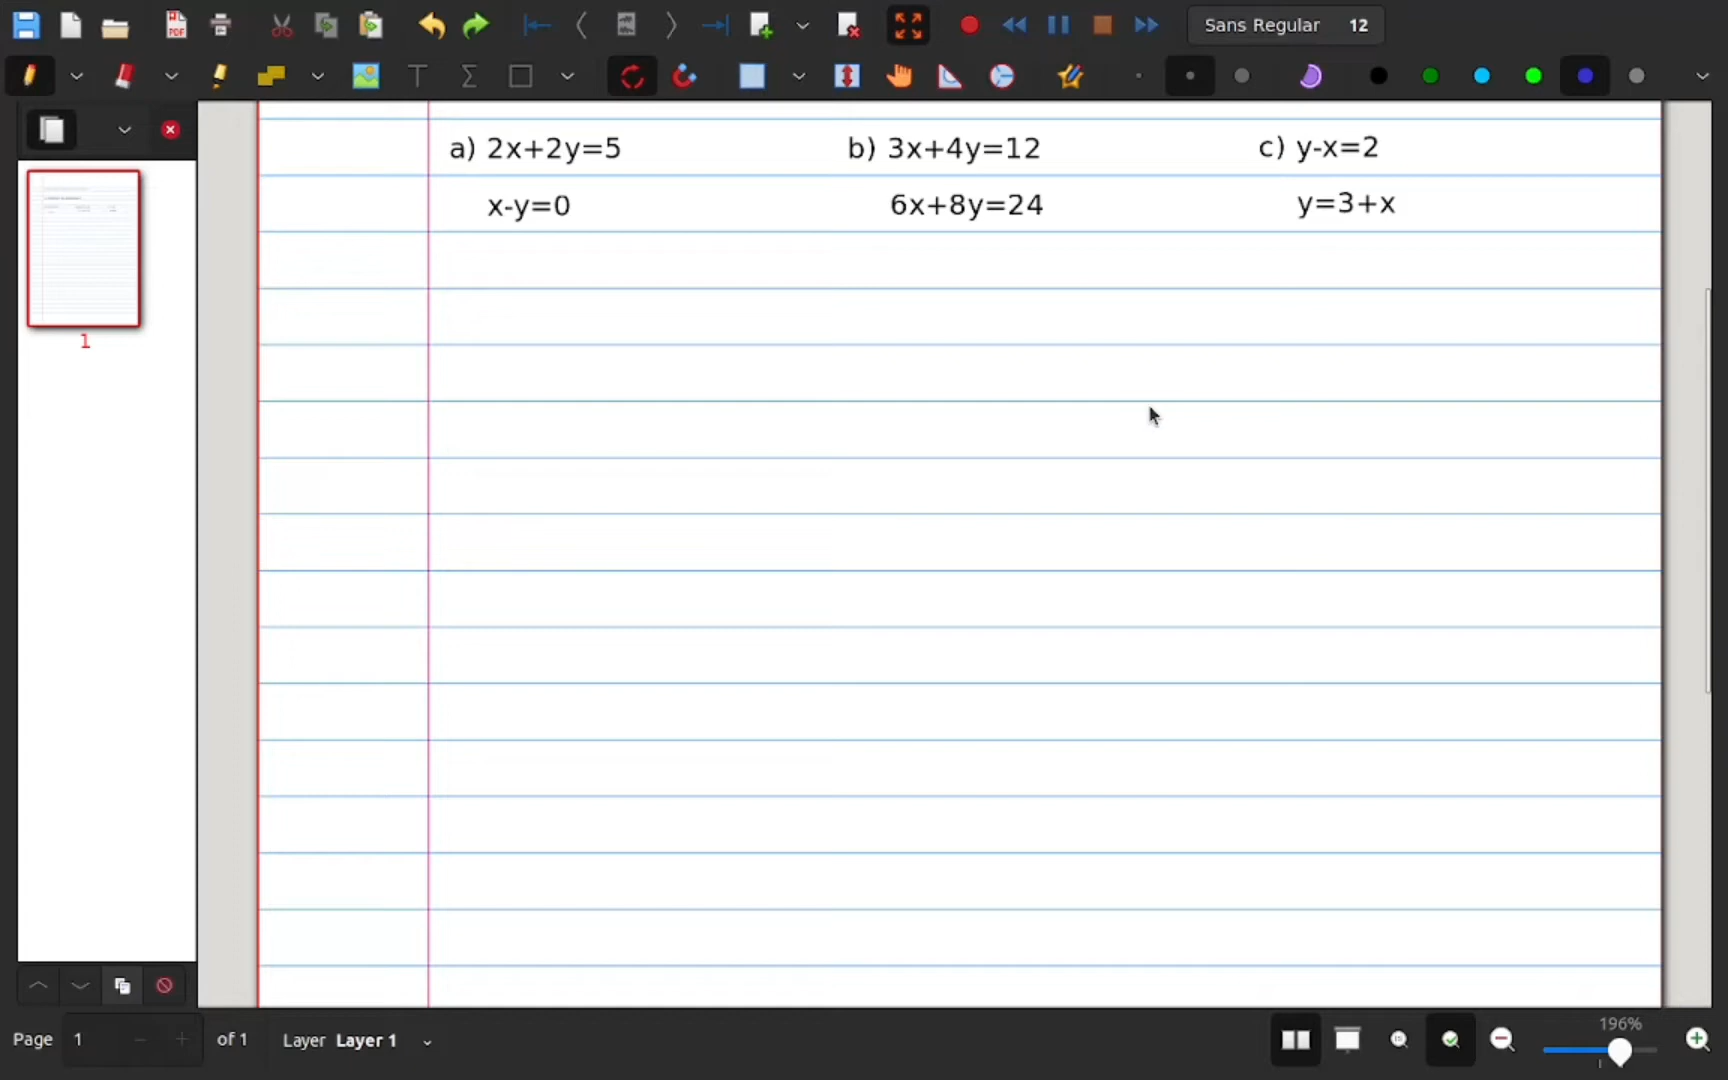 Sans Regular 12
a) 2x+2y=5 b) 3x+4y=12 c) y-x=2
x-y=0 6x+8y=24 y=3+x
1
Page 1 of 1 Layer Layer 1 196%